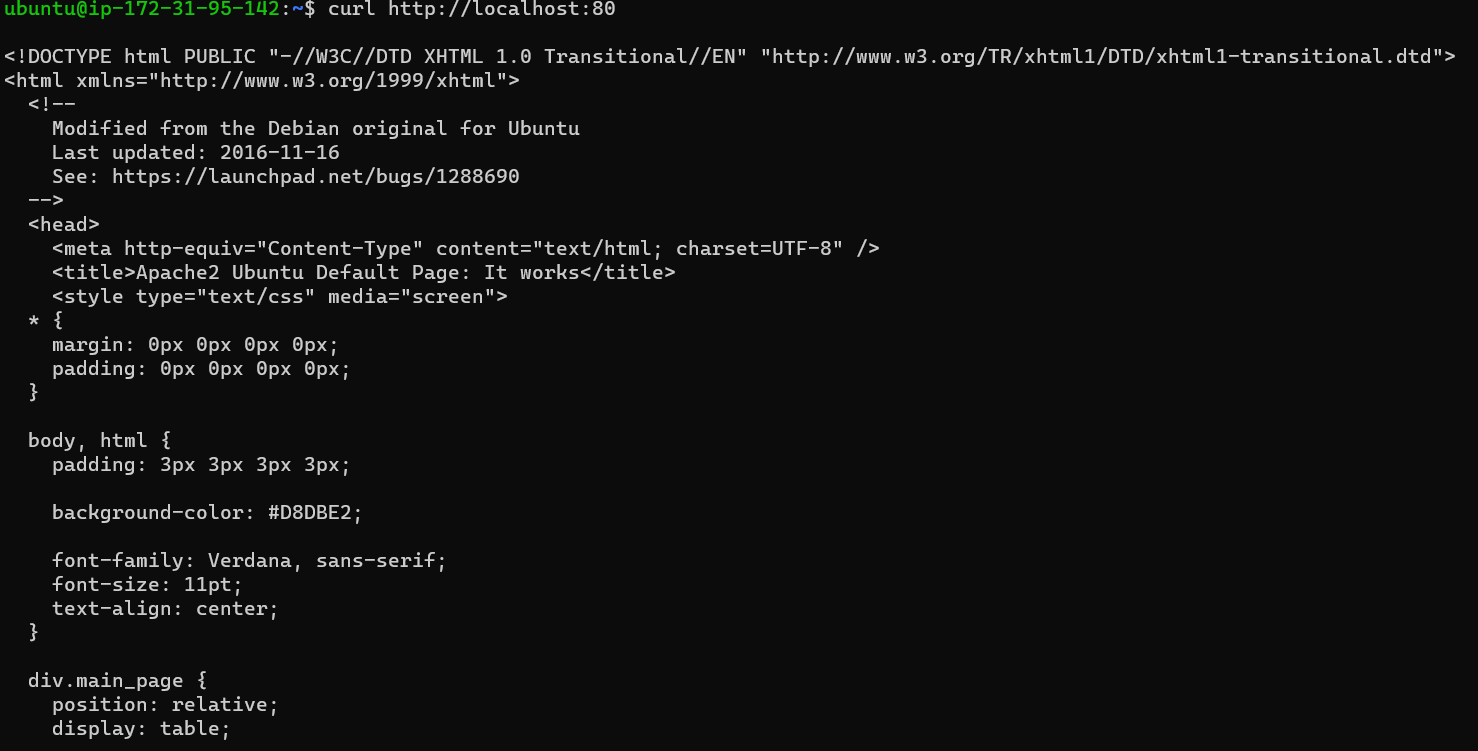 ubuntu@ip-172-31-95-142:~$ curl http://localhost:80
<!DOCTYPE html PUBLIC "-//W3C//DTD XHTML 1.0 Transitional//EN" "http://www.w3.org/TR/xhtml1/DTD/xhtml1-transitional.dtd">
<html xmlns="http://www.w3.org/1999/xhtml">
  <!--
    Modified from the Debian original for Ubuntu
    Last updated: 2016-11-16
    See: https://launchpad.net/bugs/1288690
  -->
  <head>
    <meta http-equiv="Content-Type" content="text/html; charset=UTF-8" />
    <title>Apache2 Ubuntu Default Page: It works</title>
    <style type="text/css" media="screen">
  * {
    margin: 0px 0px 0px 0px;
    padding: 0px 0px 0px 0px;
  }
  body, html {
    padding: 3px 3px 3px 3px;
    background-color: #D8DBE2;
    font-family: Verdana, sans-serif;
    font-size: 11pt;
    text-align: center;
  }
  div.main_page {
    position: relative;
    display: table;